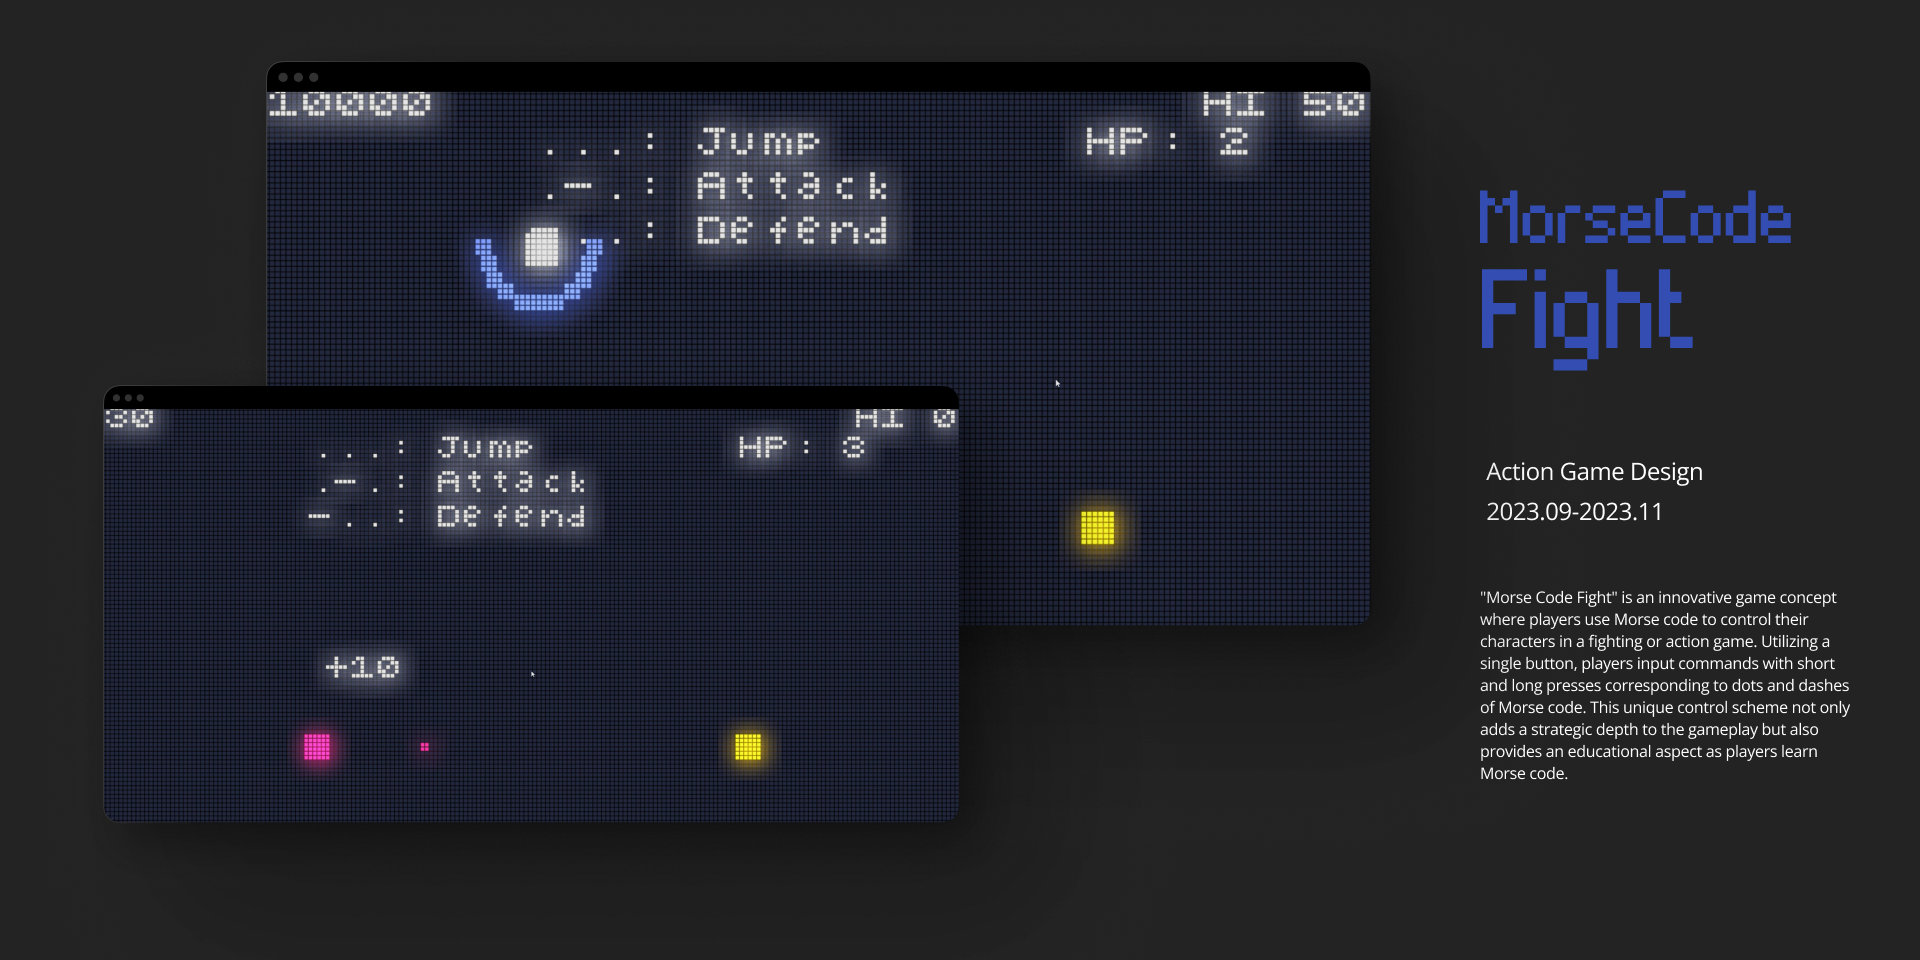 10000
HI 50
...: Jump
HP: 2
.-.: Attack
..: Defend
30
HI 0
...: Jump
HP: 3
.-.: Attack
-..: Defend
+10
MorseCode
Fight
Action Game Design
2023.09-2023.11
"Morse Code Fight" is an innovative game concept
where players use Morse code to control their
characters in a fighting or action game. Utilizing a
single button, players input commands with short
and long presses corresponding to dots and dashes
of Morse code. This unique control scheme not only
adds a strategic depth to the gameplay but also
provides an educational aspect as players learn
Morse code.